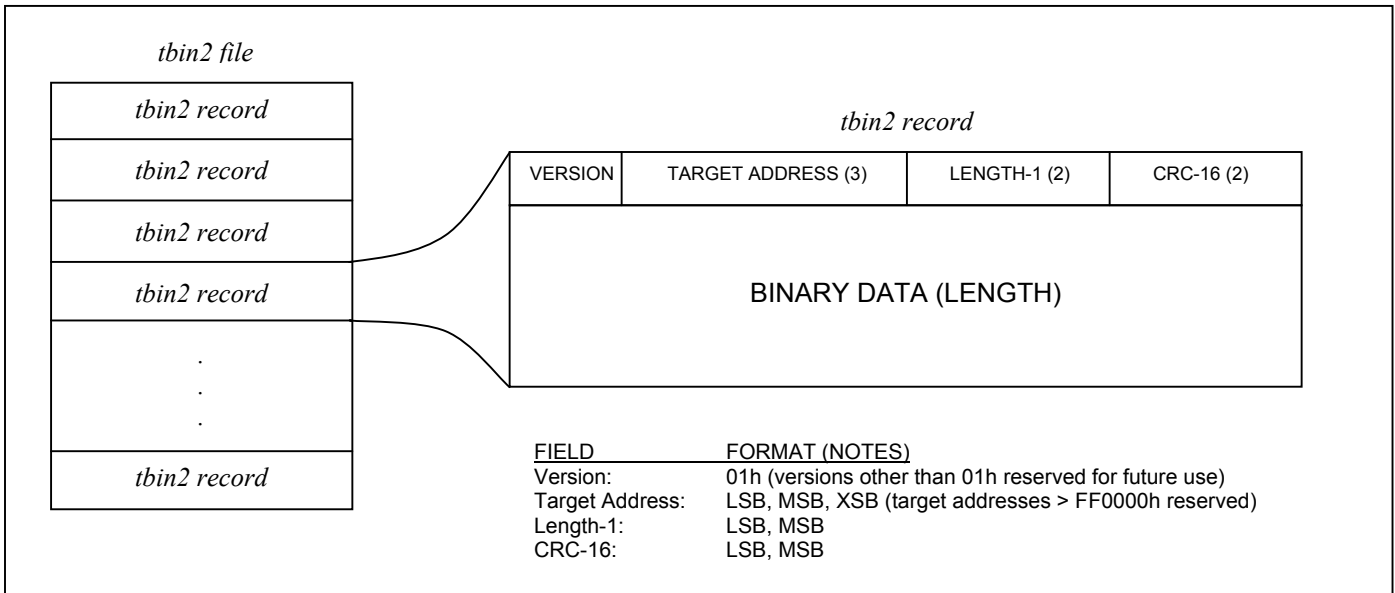 tbin2 file
tbin2 record
tbin2 record
tbin2 record
tbin2 record
.
.
.
tbin2 record
tbin2 record
VERSION TARGET ADDRESS (3) LENGTH-1 (2) CRC-16 (2)
BINARY DATA (LENGTH)
FIELD FORMAT (NOTES)
Version: 01h (versions other than 01h reserved for future use)
Target Address: LSB, MSB, XSB (target addresses > FF0000h reserved)
Length-1: LSB, MSB
CRC-16: LSB, MSB